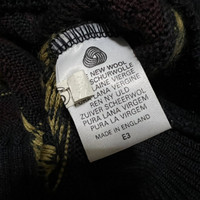 NEW WOOL
SCHURWOLLE
LAINE VIERGE
LANA VERGINE
REN NY ULD
ZUIVER SCHEERWOL
PURA LANA VIRGEN
PURA LA VIRGEM
MADE IN ENGLAND
E3